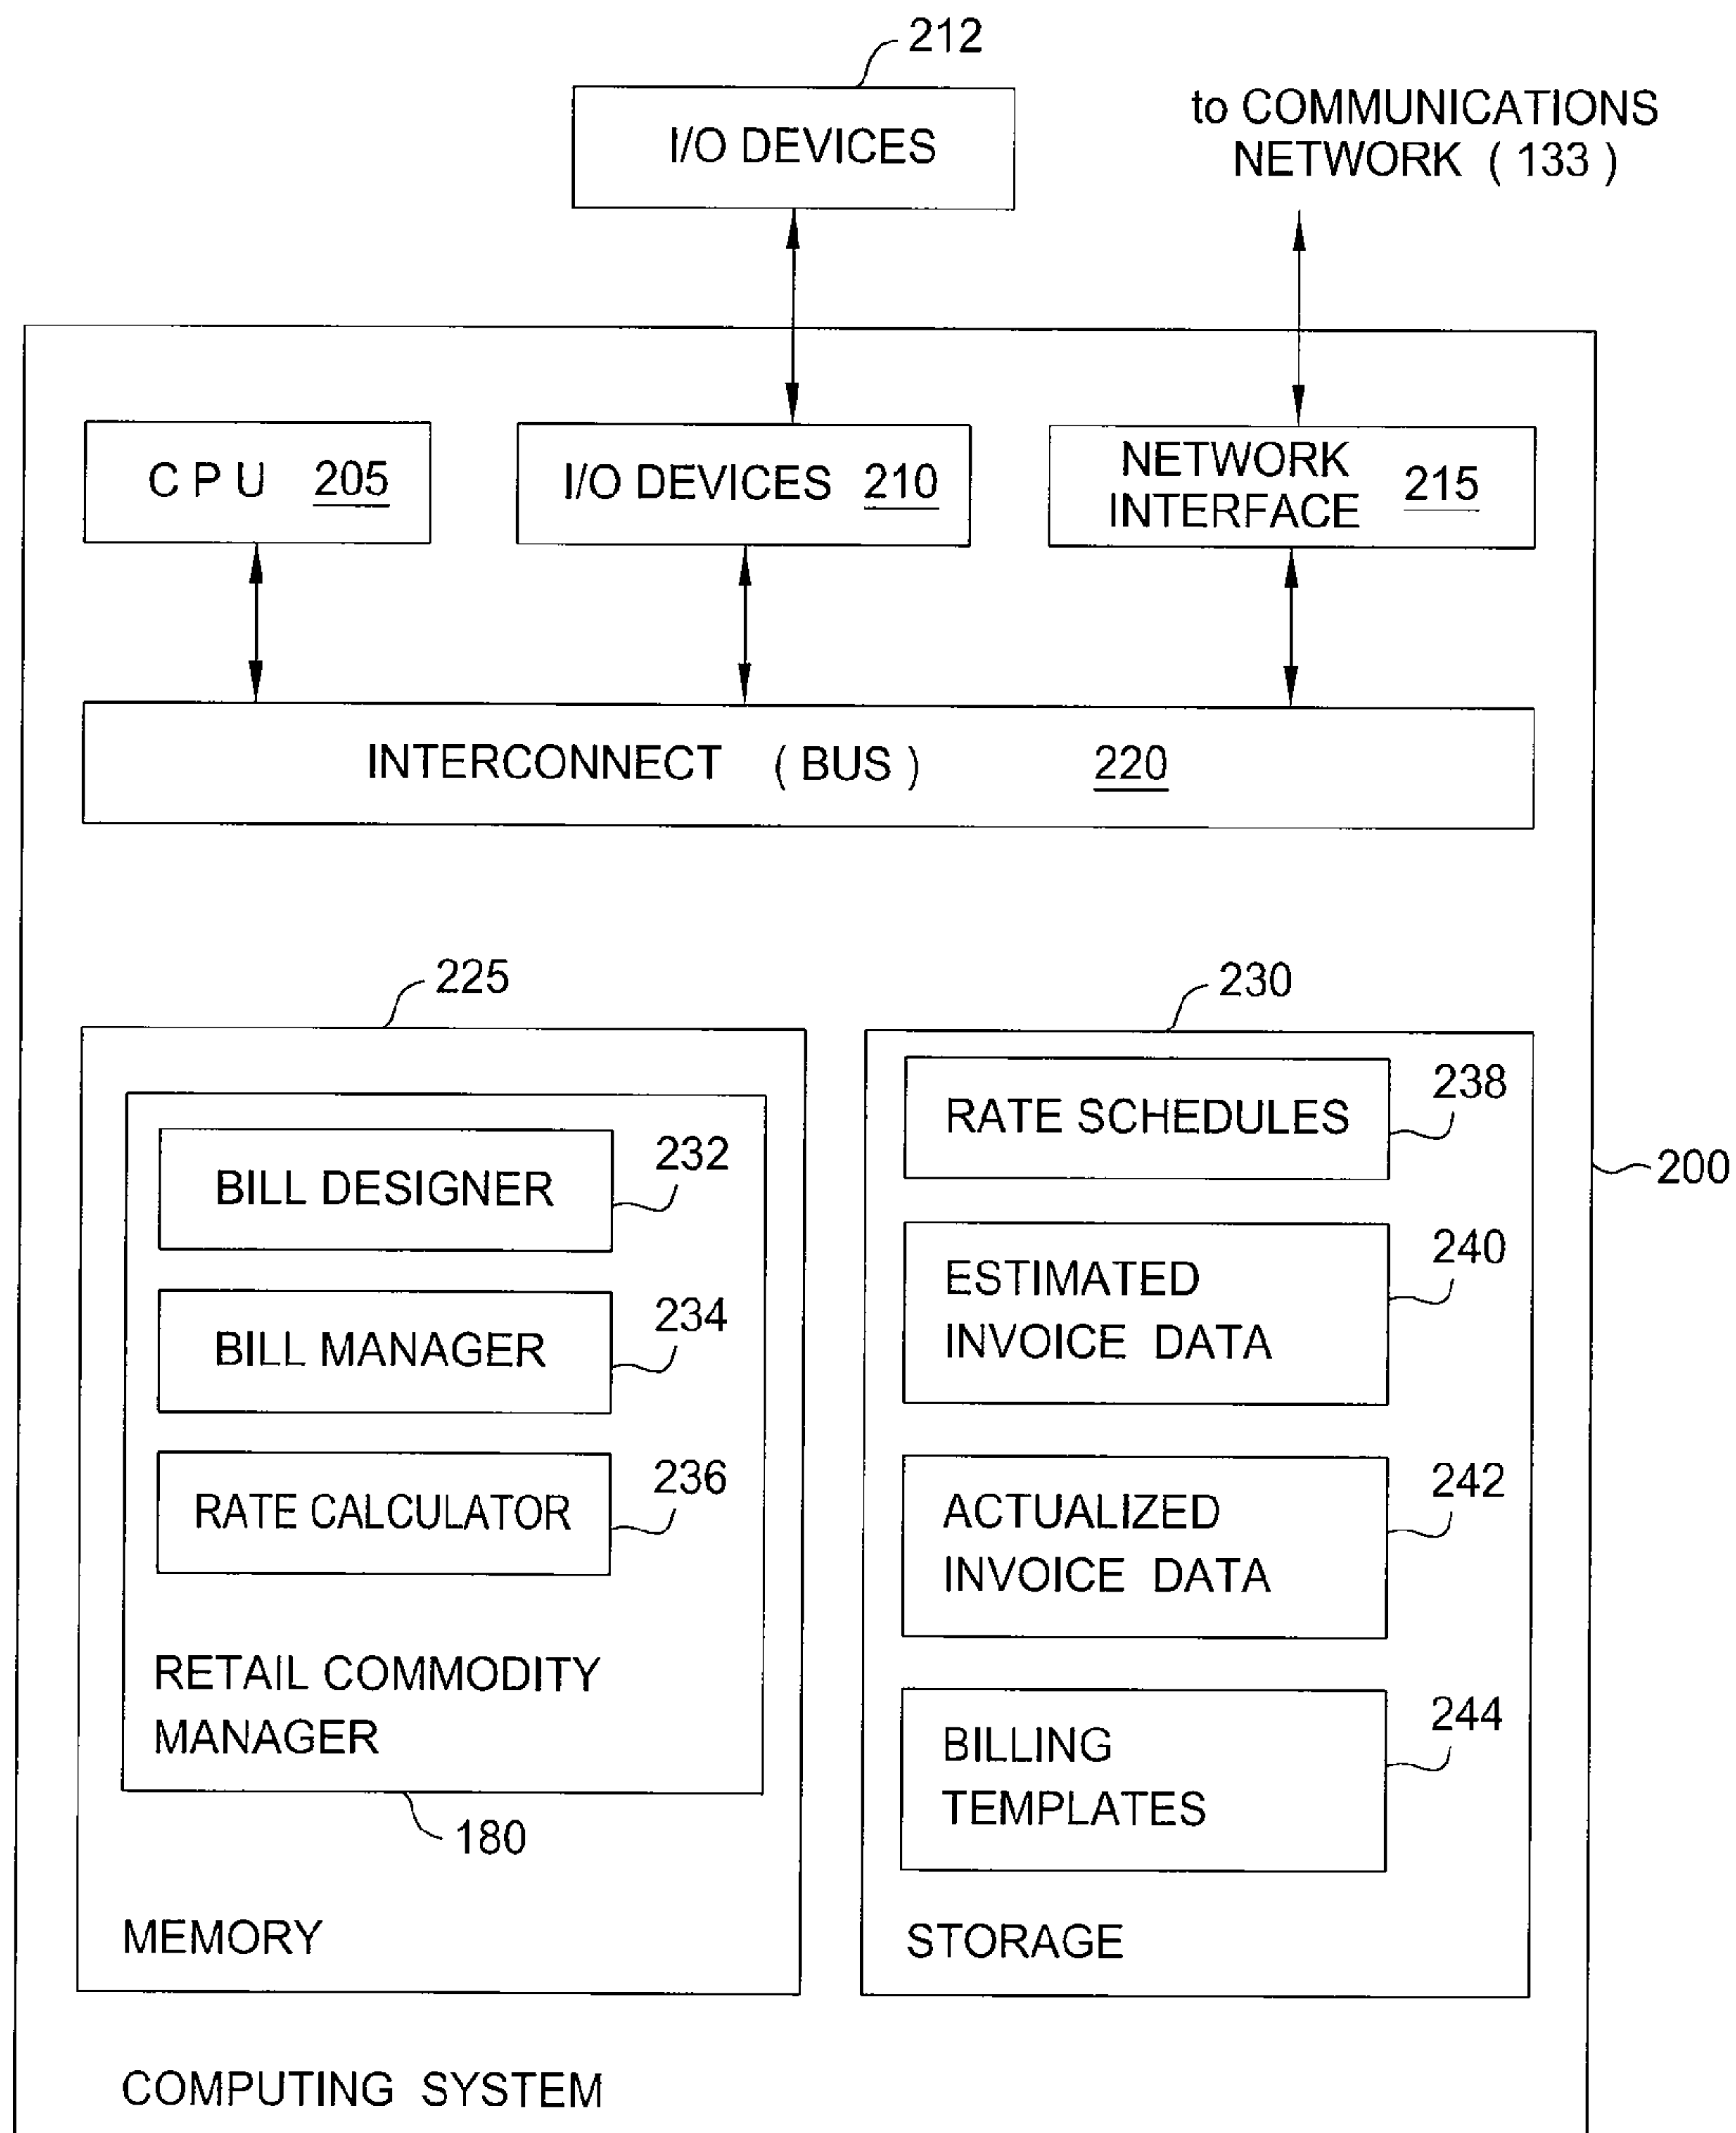 212
I/O DEVICES
to COMMUNICATIONS
NETWORK ( 133 )
C P U 205
I/O DEVICES 210
NETWORK
INTERFACE 215
INTERCONNECT ( BUS ) 220
225
230
BILL DESIGNER
232
BILL MANAGER
234
RATE CALCULATOR
236
RETAIL COMMODITY
MANAGER
180
MEMORY
RATE SCHEDULES
238
ESTIMATED
INVOICE DATA
240
ACTUALIZED
INVOICE DATA
242
BILLING
TEMPLATES
244
STORAGE
200
COMPUTING SYSTEM